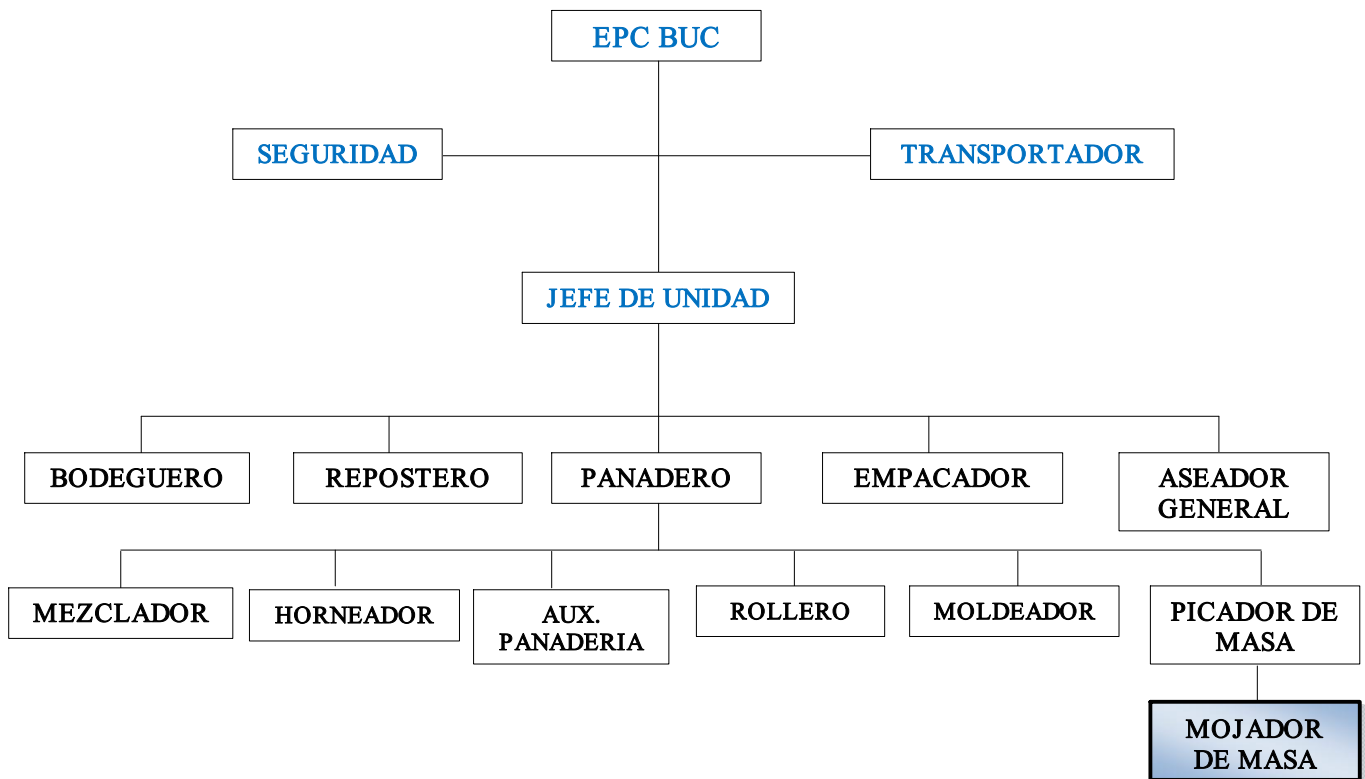 EPC BUC
SEGURIDAD
TRANSPORTADOR
JEFE DE UNIDAD
BODEGUERO
REPOSTERO
PANADERO
EMPACADOR
ASEADOR
GENERAL
MEZCLADOR
HORNEADOR
AUX.
PANADERIA
ROLLERO
MOLDEADOR
PICADOR DE
MASA
MOJADOR
DE MASA